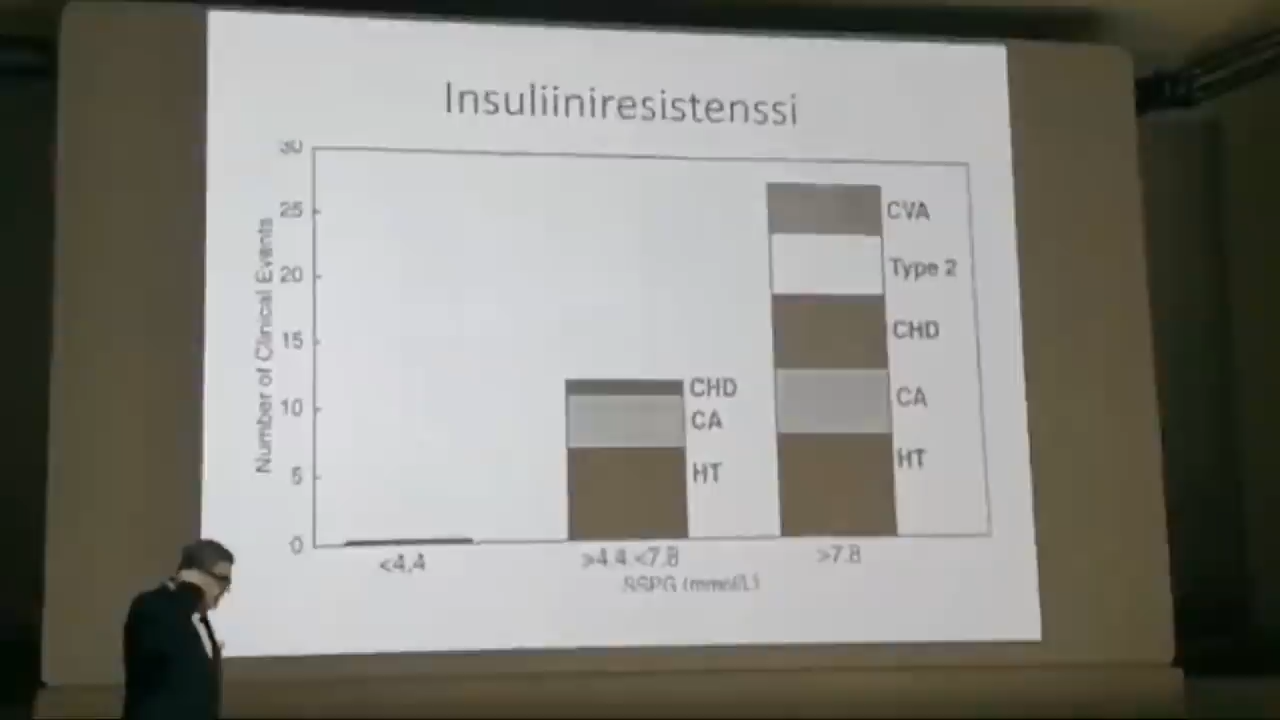 Insuliiniresistenssi
30
25
20
15
10
5
0
Number of Clinical Events
CVA
Type 2
CHD
CA
HT
CHD
CA
HT
<4.4
>4.4 <7.8
>7.8
SSPG (mmol/L)